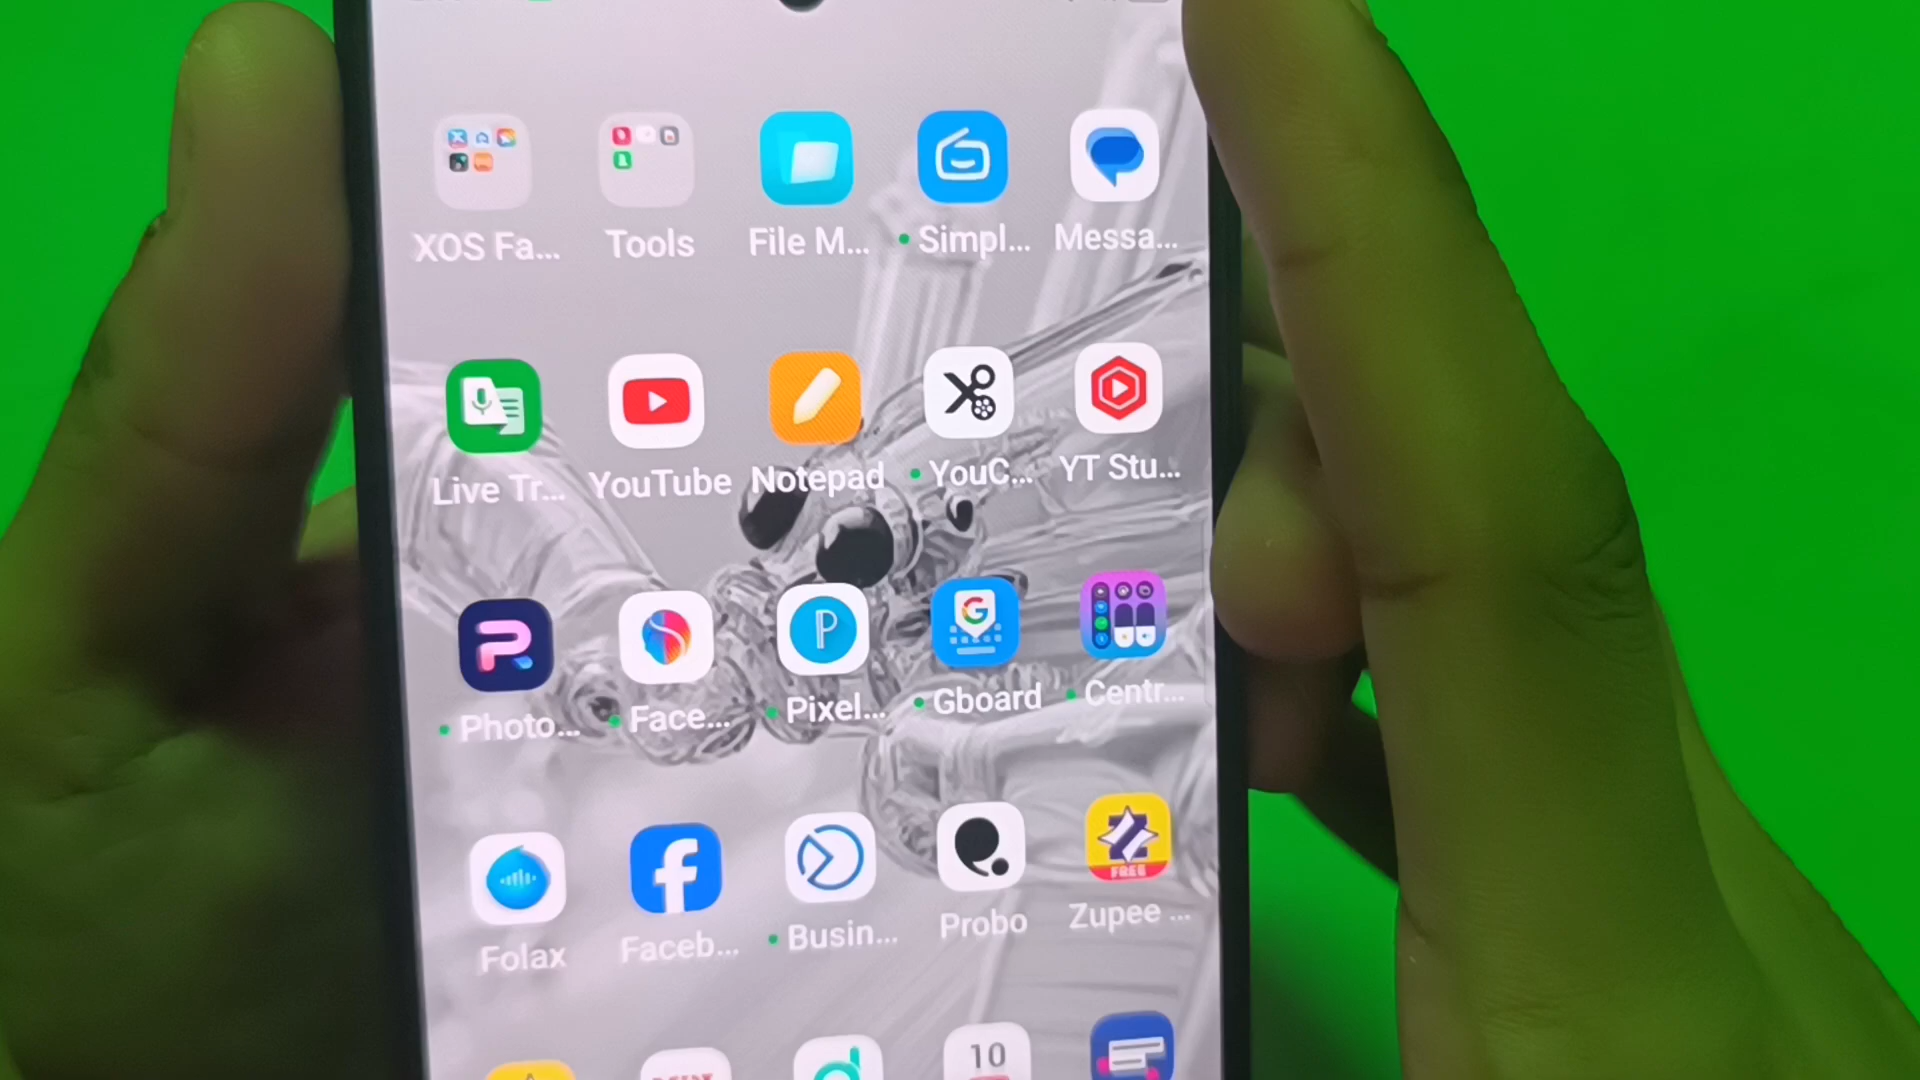 XOS Fa... Tools File M... Simpl... Messa...
Live Tr... YouTube Notepad YouC... YT Stu...
Photo... Face... Pixel... Gboard Centr...
FREE
Folax Faceb... Busin... Probo Zupee ...
10